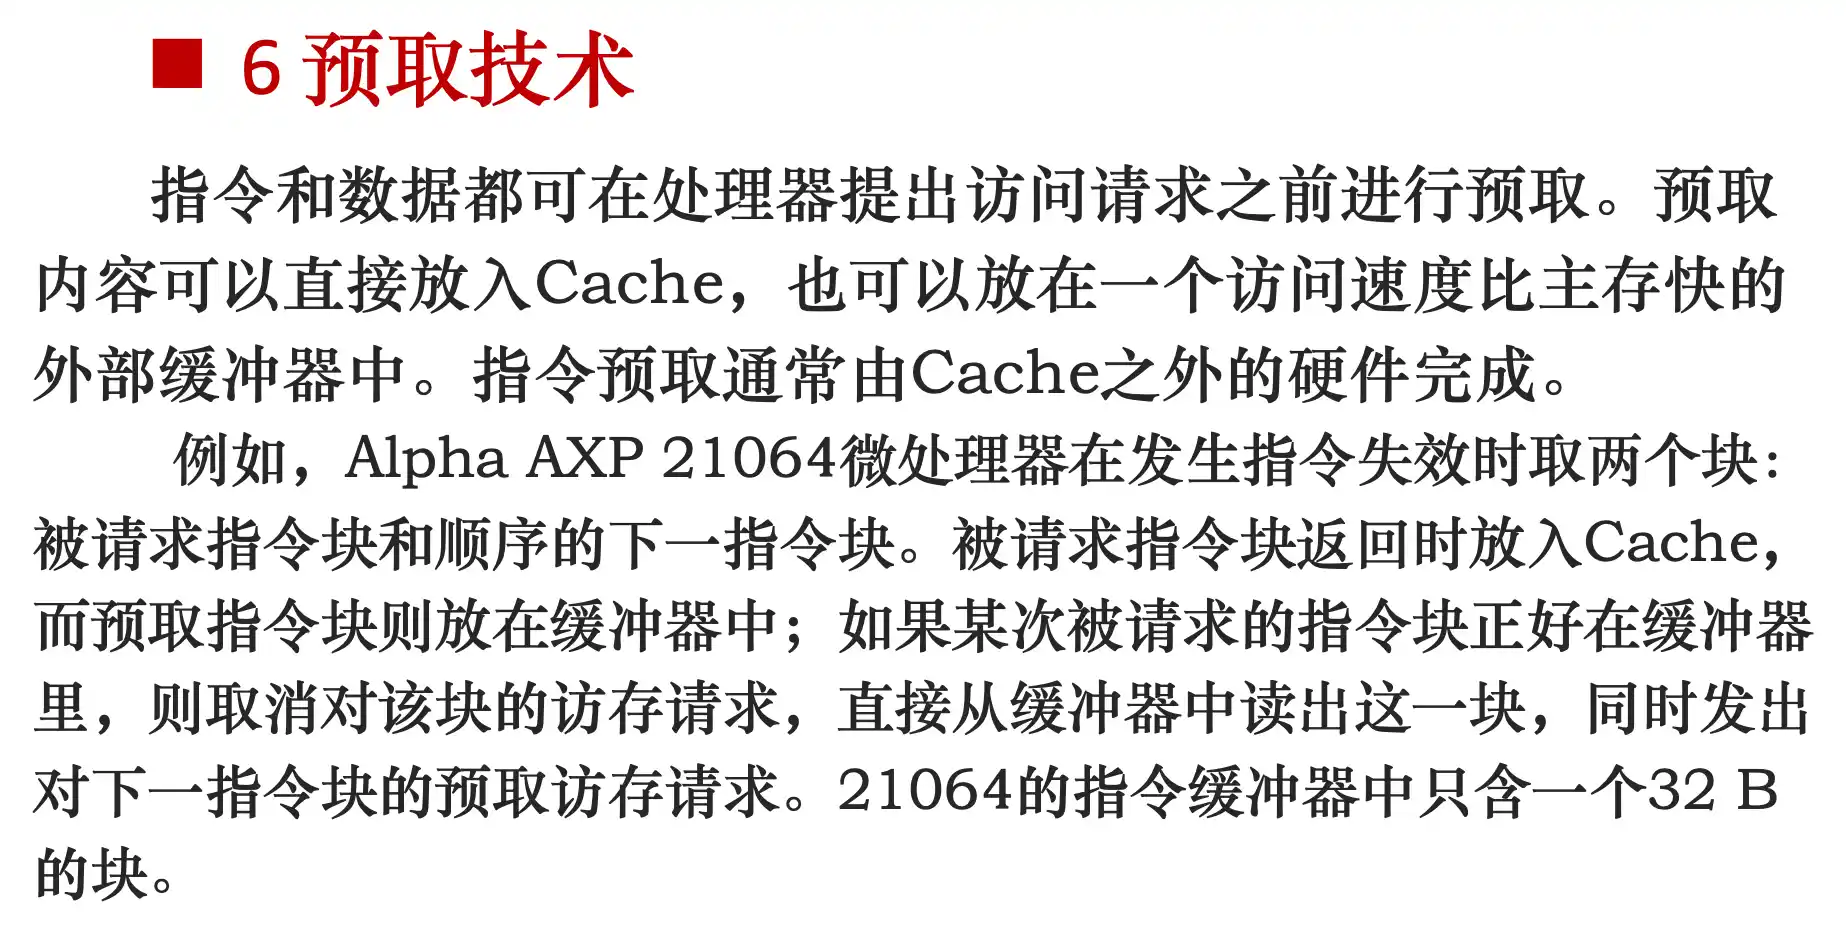 ■ 6 预取技术
指令和数据都可在处理器提出访问请求之前进行预取。预取
内容可以直接放入Cache，也可以放在一个访问速度比主存快的
外部缓冲器中。指令预取通常由Cache之外的硬件完成。
例如，Alpha AXP 21064微处理器在发生指令失效时取两个块：
被请求指令块和顺序的下一指令块。被请求指令块返回时放入Cache，
而预取指令块则放在缓冲器中；如果某次被请求的指令块正好在缓冲器
里，则取消对该块的访存请求，直接从缓冲器中读出这一块，同时发出
对下一指令块的预取访存请求。21064的指令缓冲器中只含一个32 B
的块。